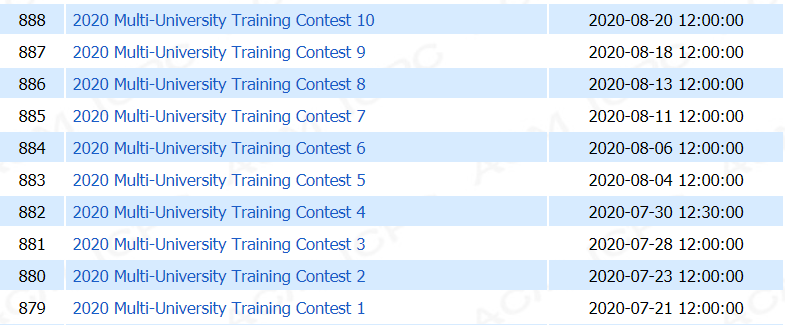 888 2020 Multi-University Training Contest 10 2020-08-20 12:00:00
887 2020 Multi-University Training Contest 9 2020-08-18 12:00:00
886 2020 Multi-University Training Contest 8 2020-08-13 12:00:00
885 2020 Multi-University Training Contest 7 2020-08-11 12:00:00
884 2020 Multi-University Training Contest 6 2020-08-06 12:00:00
883 2020 Multi-University Training Contest 5 2020-08-04 12:00:00
882 2020 Multi-University Training Contest 4 2020-07-30 12:30:00
881 2020 Multi-University Training Contest 3 2020-07-28 12:00:00
880 2020 Multi-University Training Contest 2 2020-07-23 12:00:00
879 2020 Multi-University Training Contest 1 2020-07-21 12:00:00